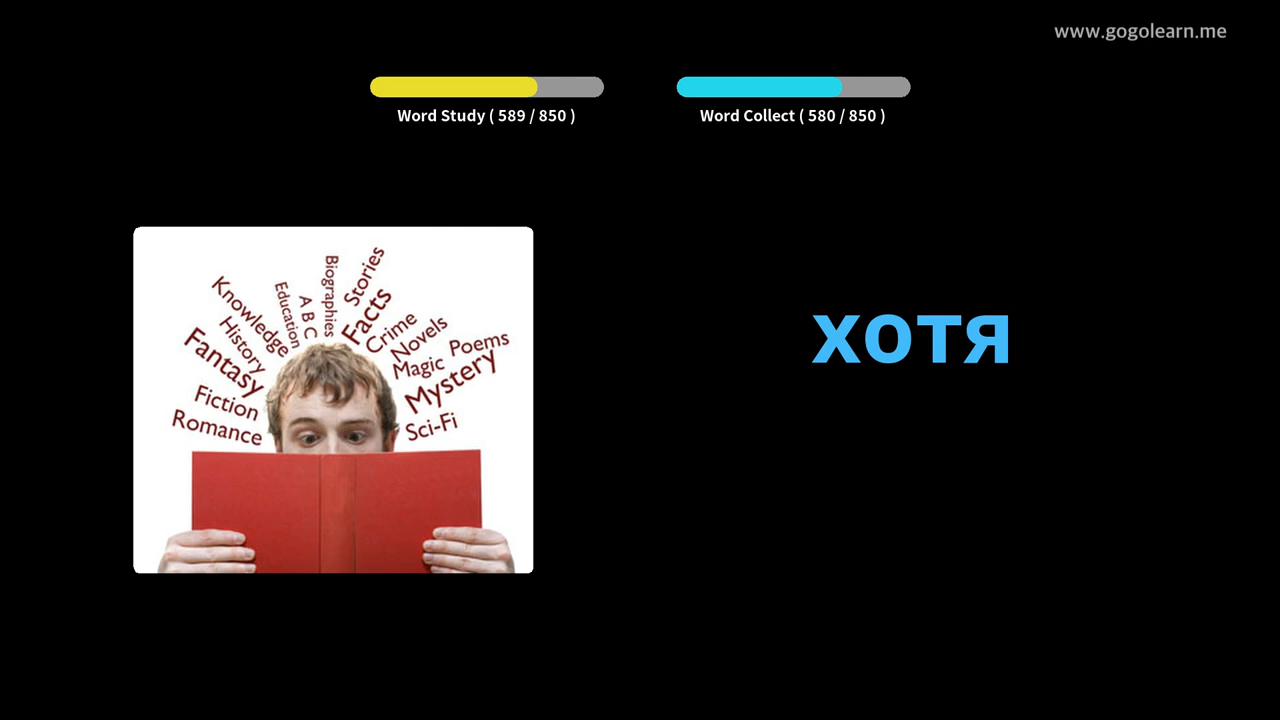 www.gogolearn.me
Word Study ( 589 / 850 )
Word Collect ( 580 / 850 )
Biographies
Stories
Facts
Education
A B C
Knowledge
History
Crime
Novels
Fantasy
Magic
Poems
Mystery
Fiction
Romance
Sci-Fi
хотя